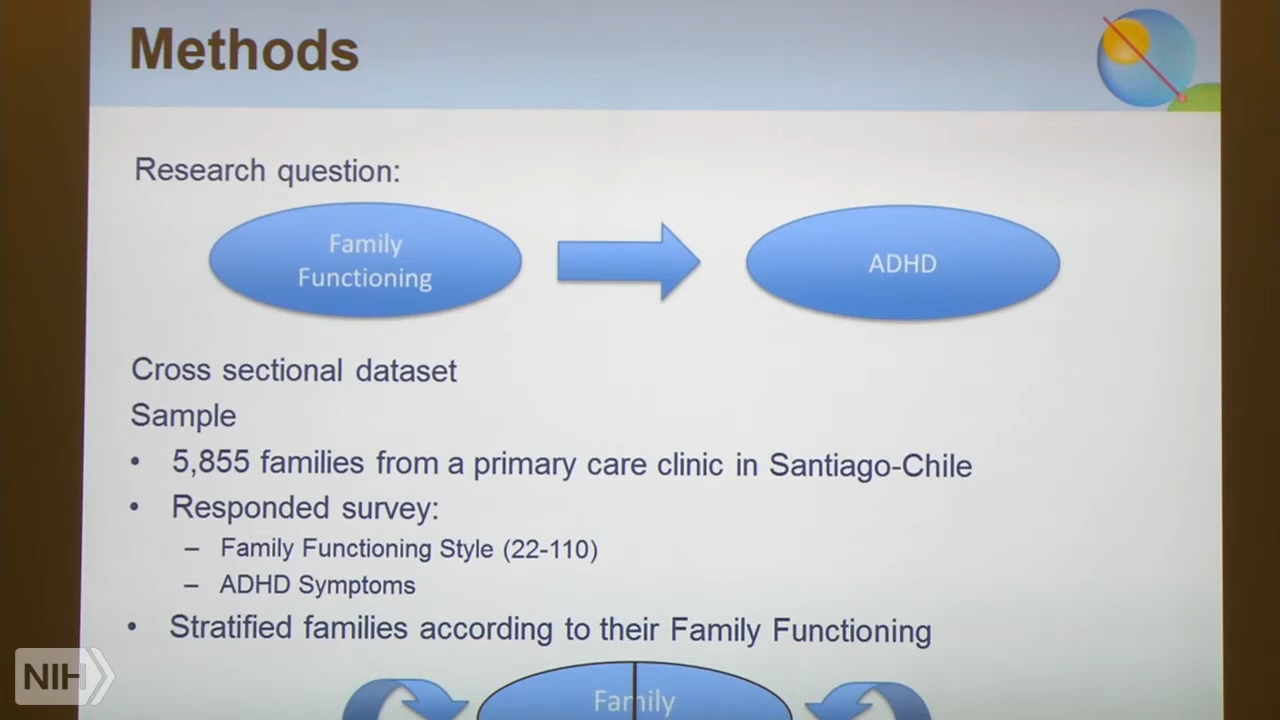 Methods
Research question:
Family
Functioning
ADHD
Cross sectional dataset
Sample
• 5,855 families from a primary care clinic in Santiago-Chile
• Responded survey:
– Family Functioning Style (22-110)
– ADHD Symptoms
• Stratified families according to their Family Functioning
Family
NIH